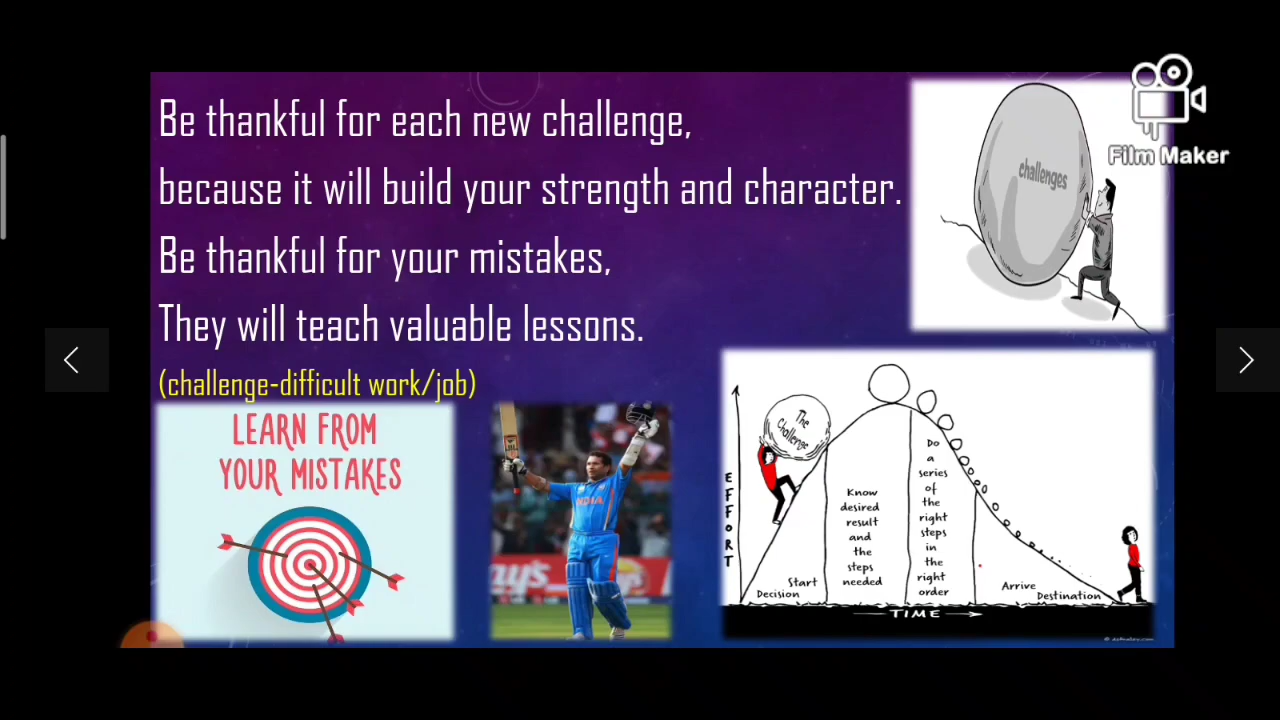 Be thankful for each new challenge,
because it will build your strength and character.
Be thankful for your mistakes,
They will teach valuable lessons.
(challenge-difficult work/job)
challenges
Film Maker
LEARN FROM
YOUR MISTAKES
INDIA
The
Challenge
EFFORT
Decision
Start
Know
desired
result
and
the
steps
needed
Do
a
series
of
the
right
steps
in
the
right
order
Arrive
Destination
TIME